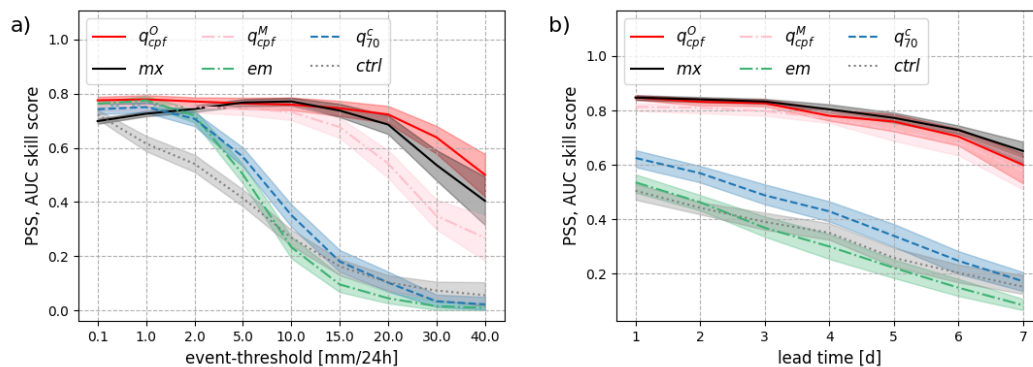 a)
PSS, AUC skill score
1.0
0.8
0.6
0.4
0.2
0.0
q^O_cpf q^M_cpf q^c_70
mx em ctrl
0.1 1.0 2.0 5.0 10.0 15.0 20.0 30.0 40.0
event-threshold [mm/24h]
b)
PSS, AUC skill score
1.0
0.8
0.6
0.4
0.2
q^O_cpf q^M_cpf q^c_70
mx em ctrl
1 2 3 4 5 6 7
lead time [d]